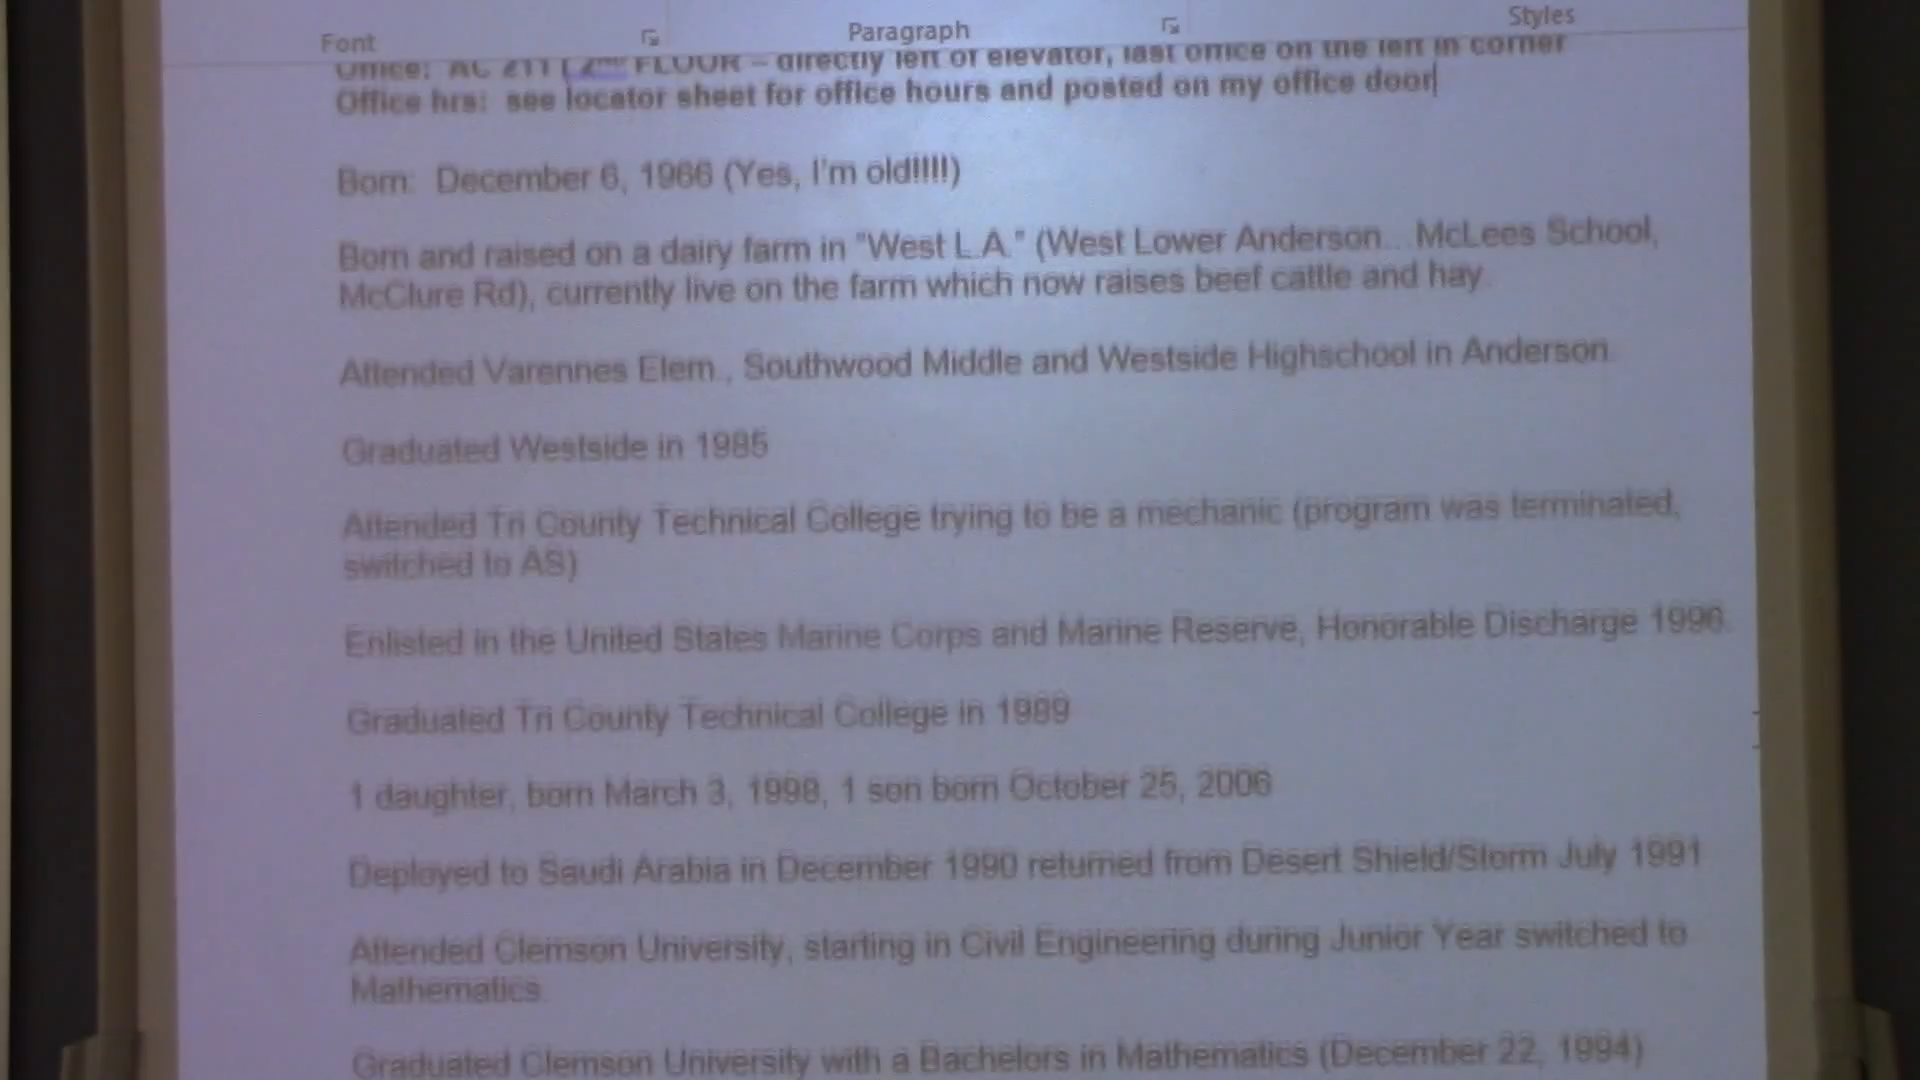 Font Paragraph Styles
Office: AC 211 ( 2nd FLOOR – directly left of elevator, last office on the left in corner
Office hrs: see locator sheet for office hours and posted on my office door
Born: December 6, 1966 (Yes, I'm old!!!!)
Born and raised on a dairy farm in "West L.A." (West Lower Anderson... McLees School,
McClure Rd), currently live on the farm which now raises beef cattle and hay.
Attended Varennes Elem., Southwood Middle and Westside Highschool in Anderson.
Graduated Westside in 1985
Attended Tri County Technical College trying to be a mechanic (program was terminated,
switched to AS)
Enlisted in the United States Marine Corps and Marine Reserve, Honorable Discharge
Graduated Tri County Technical College in 1989
1 daughter, born March 3, 1998, 1 son born October 25, 2006
Deployed to Saudi Arabia in December 1990 returned from Desert Shield/Storm July 1991
Attended Clemson University, starting in Civil Engineering during Junior Year switched to
Mathematics.
Graduated Clemson University with a Bachelors in Mathematics (December 22, 1994)